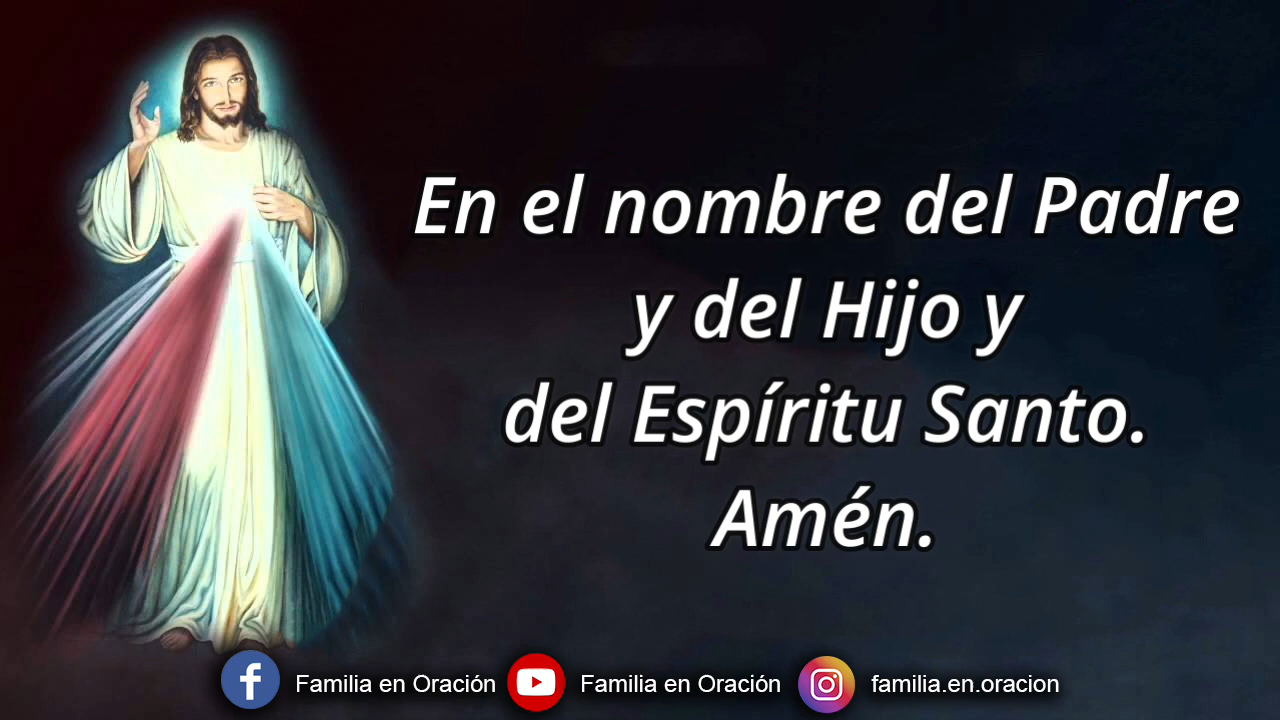 En el nombre del Padre
y del Hijo y
del Espíritu Santo.
Amén.
Familia en Oración Familia en Oración familia.en.oracion